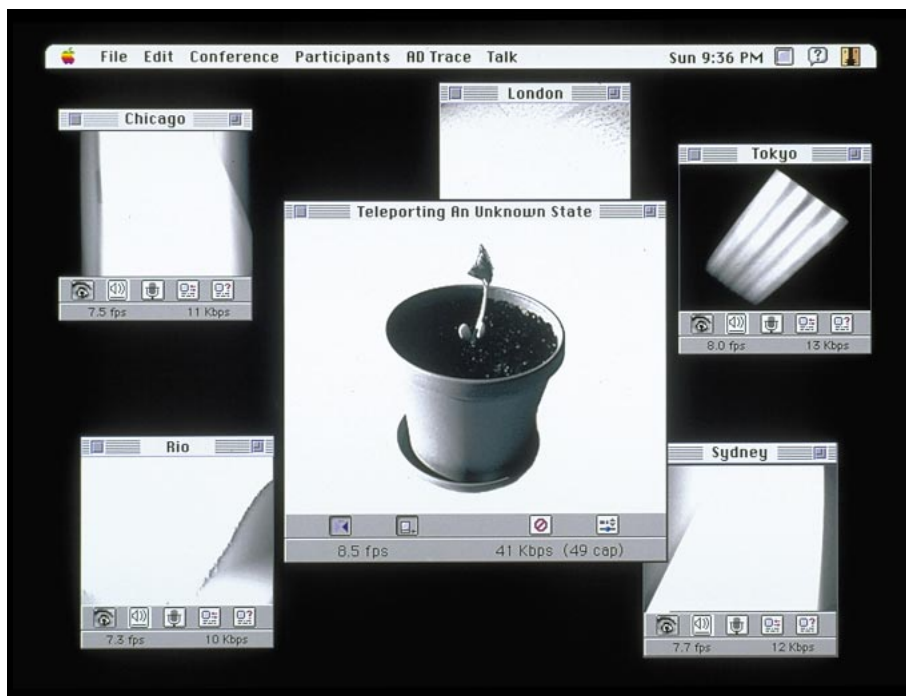 File Edit Conference Participants AD Trace Talk Sun 9:36 PM
London
Chicago
Tokyo
Teleporting An Unknown State
7.5 fps 11 Kbps
8.0 fps 13 Kbps
Rio
Sydney
8.5 fps 41 Kbps (49 cap)
7.3 fps 10 Kbps
7.7 fps 12 Kbps